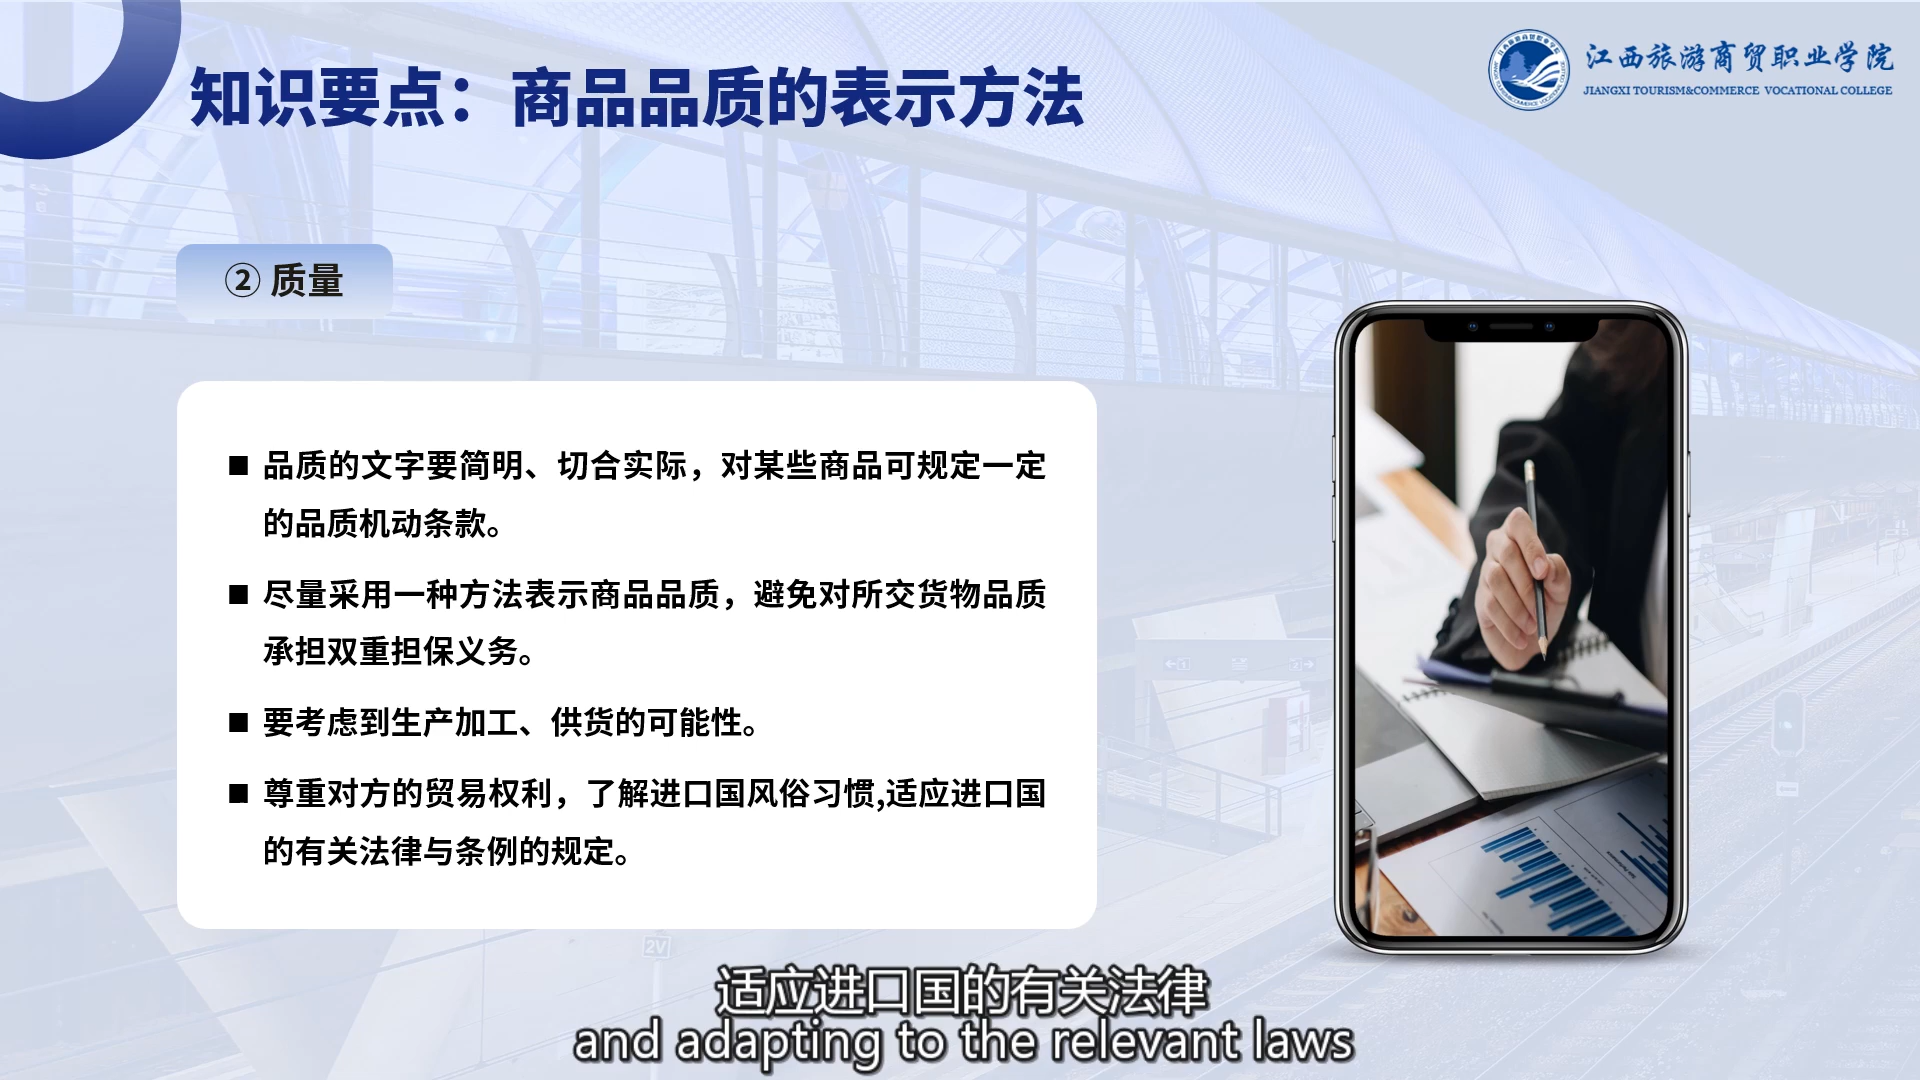 知识要点：商品品质的表示方法
江西旅游商贸职业学院
JIANGXI TOURISM&COMMERCE VOCATIONAL COLLEGE
② 质量
■ 品质的文字要简明、切合实际，对某些商品可规定一定
的品质机动条款。
■ 尽量采用一种方法表示商品品质，避免对所交货物品质
承担双重担保义务。
■ 要考虑到生产加工、供货的可能性。
■ 尊重对方的贸易权利，了解进口国风俗习惯,适应进口国
的有关法律与条例的规定。
2V
适应进口国的有关法律
and adapting to the relevant laws